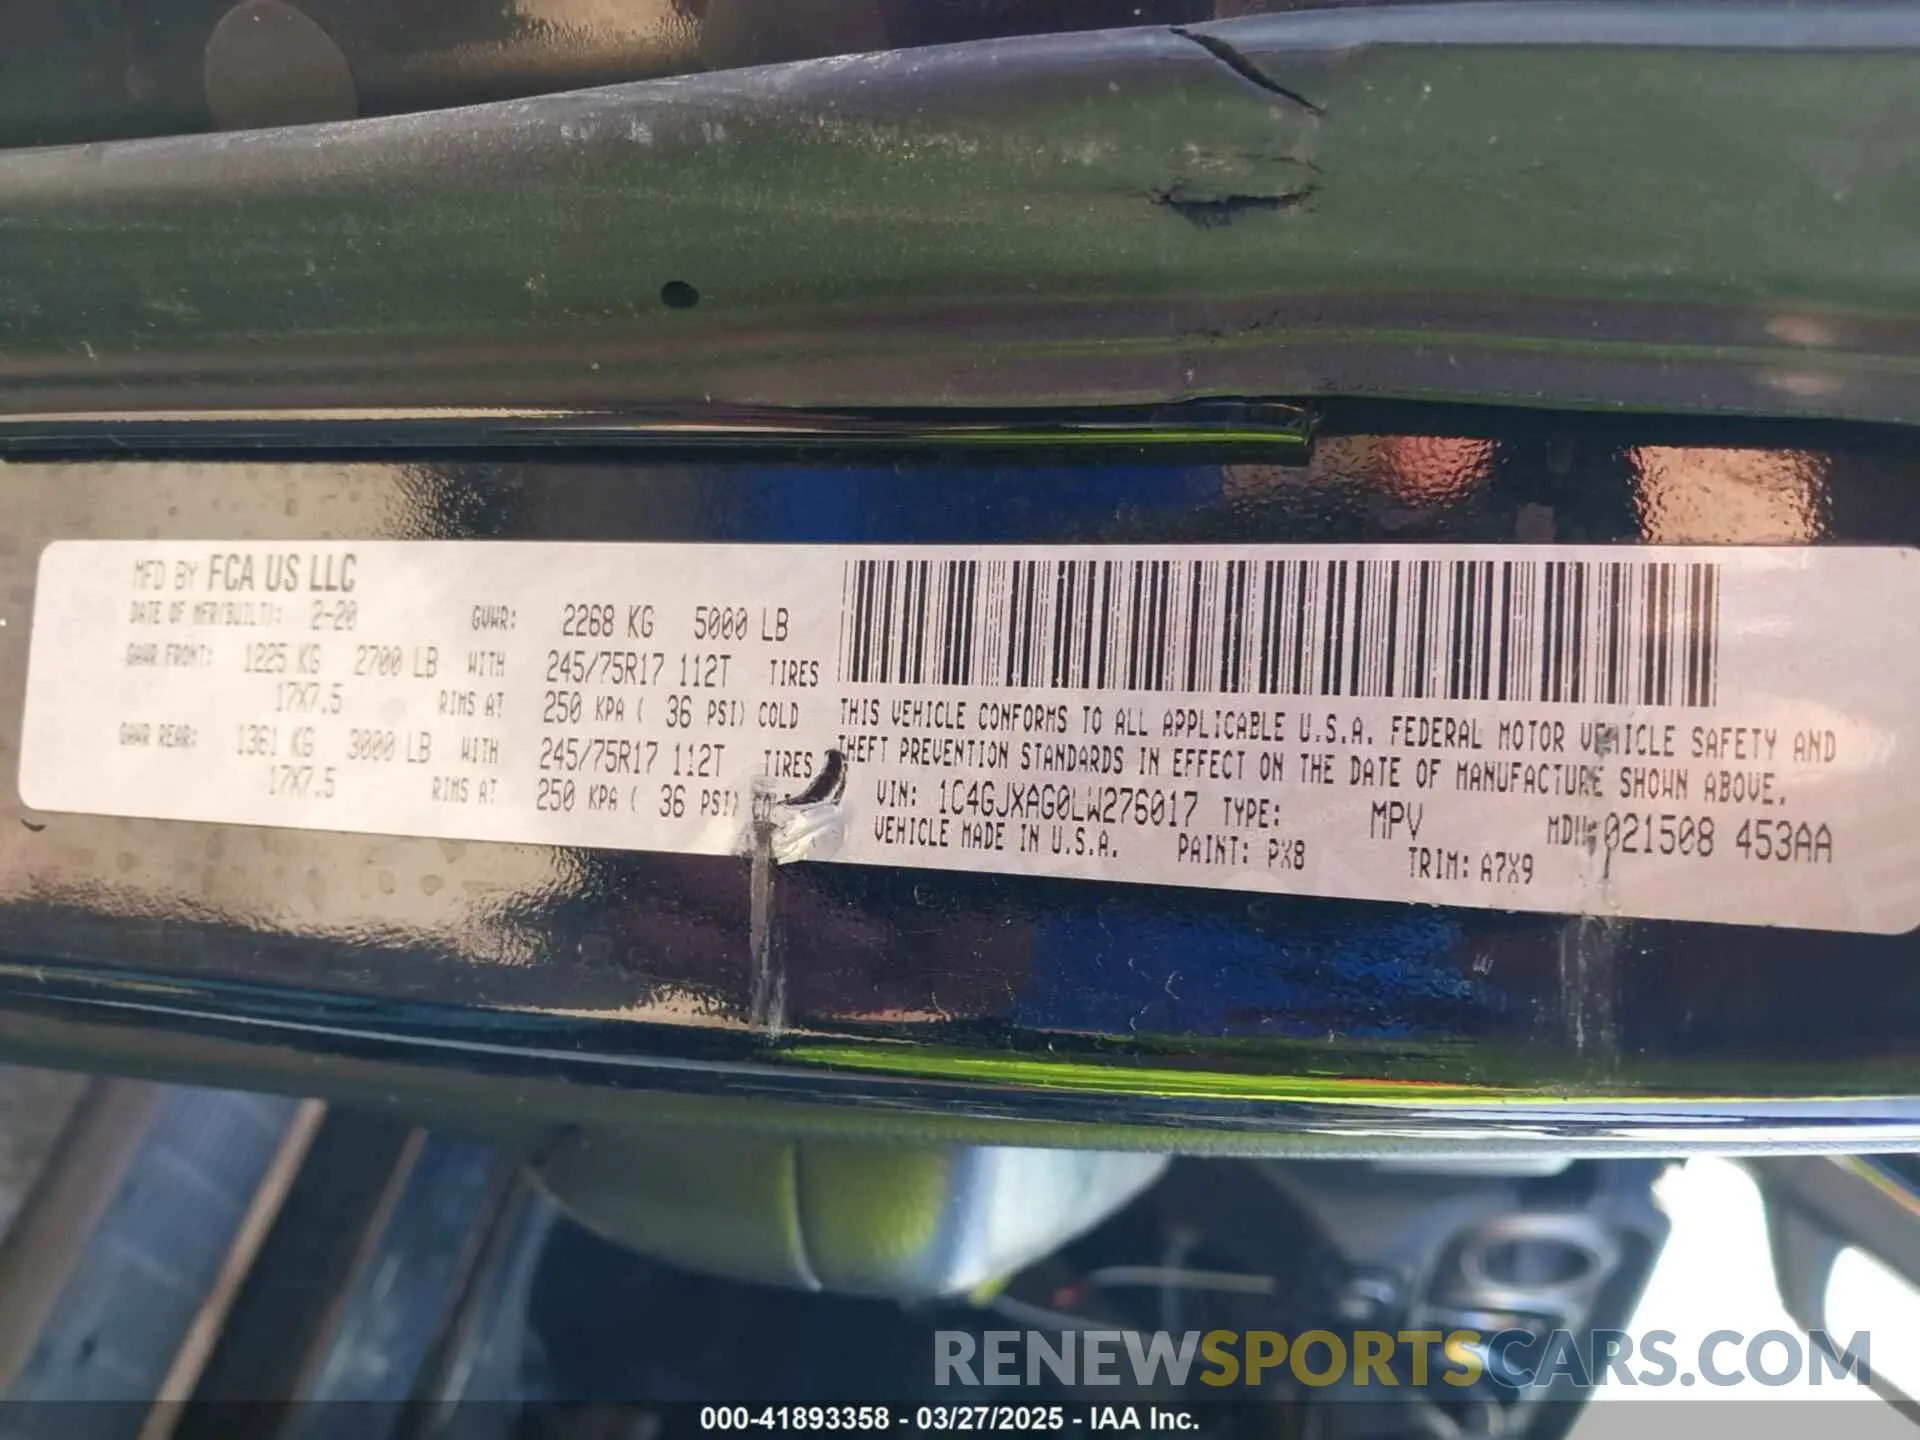 MFD BY FCA US LLC
DATE OF MFR(BUILT): 2-20 GVWR: 2268 KG 5000 LB
GAWR FRONT: 1225 KG 2700 LB WITH 245/75R17 112T TIRES
17X7.5 RIMS AT 250 KPA ( 36 PSI) COLD
GAWR REAR: 1361 KG 3000 LB WITH 245/75R17 112T TIRES
17X7.5 RIMS AT 250 KPA ( 36 PSI)
THIS VEHICLE CONFORMS TO ALL APPLICABLE U.S.A. FEDERAL MOTOR VEHICLE SAFETY AND
THEFT PREVENTION STANDARDS IN EFFECT ON THE DATE OF MANUFACTURE SHOWN ABOVE.
VIN: 1C4GJXAG0LW276017 TYPE: MPV MDH: 021508 453AA
VEHICLE MADE IN U.S.A. PAINT: PX8 TRIM: A7X9
RENEWSPORTSCARS.COM
000-41893358 - 03/27/2025 - IAA Inc.